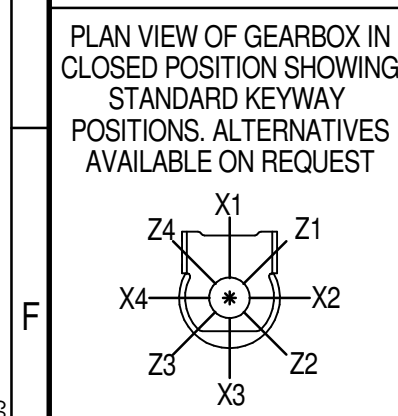 PLAN VIEW OF GEARBOX IN
CLOSED POSITION SHOWING
STANDARD KEYWAY
POSITIONS. ALTERNATIVES
AVAILABLE ON REQUEST
X1
Z4 Z1
X4 X2
F
Z3 Z2
X3